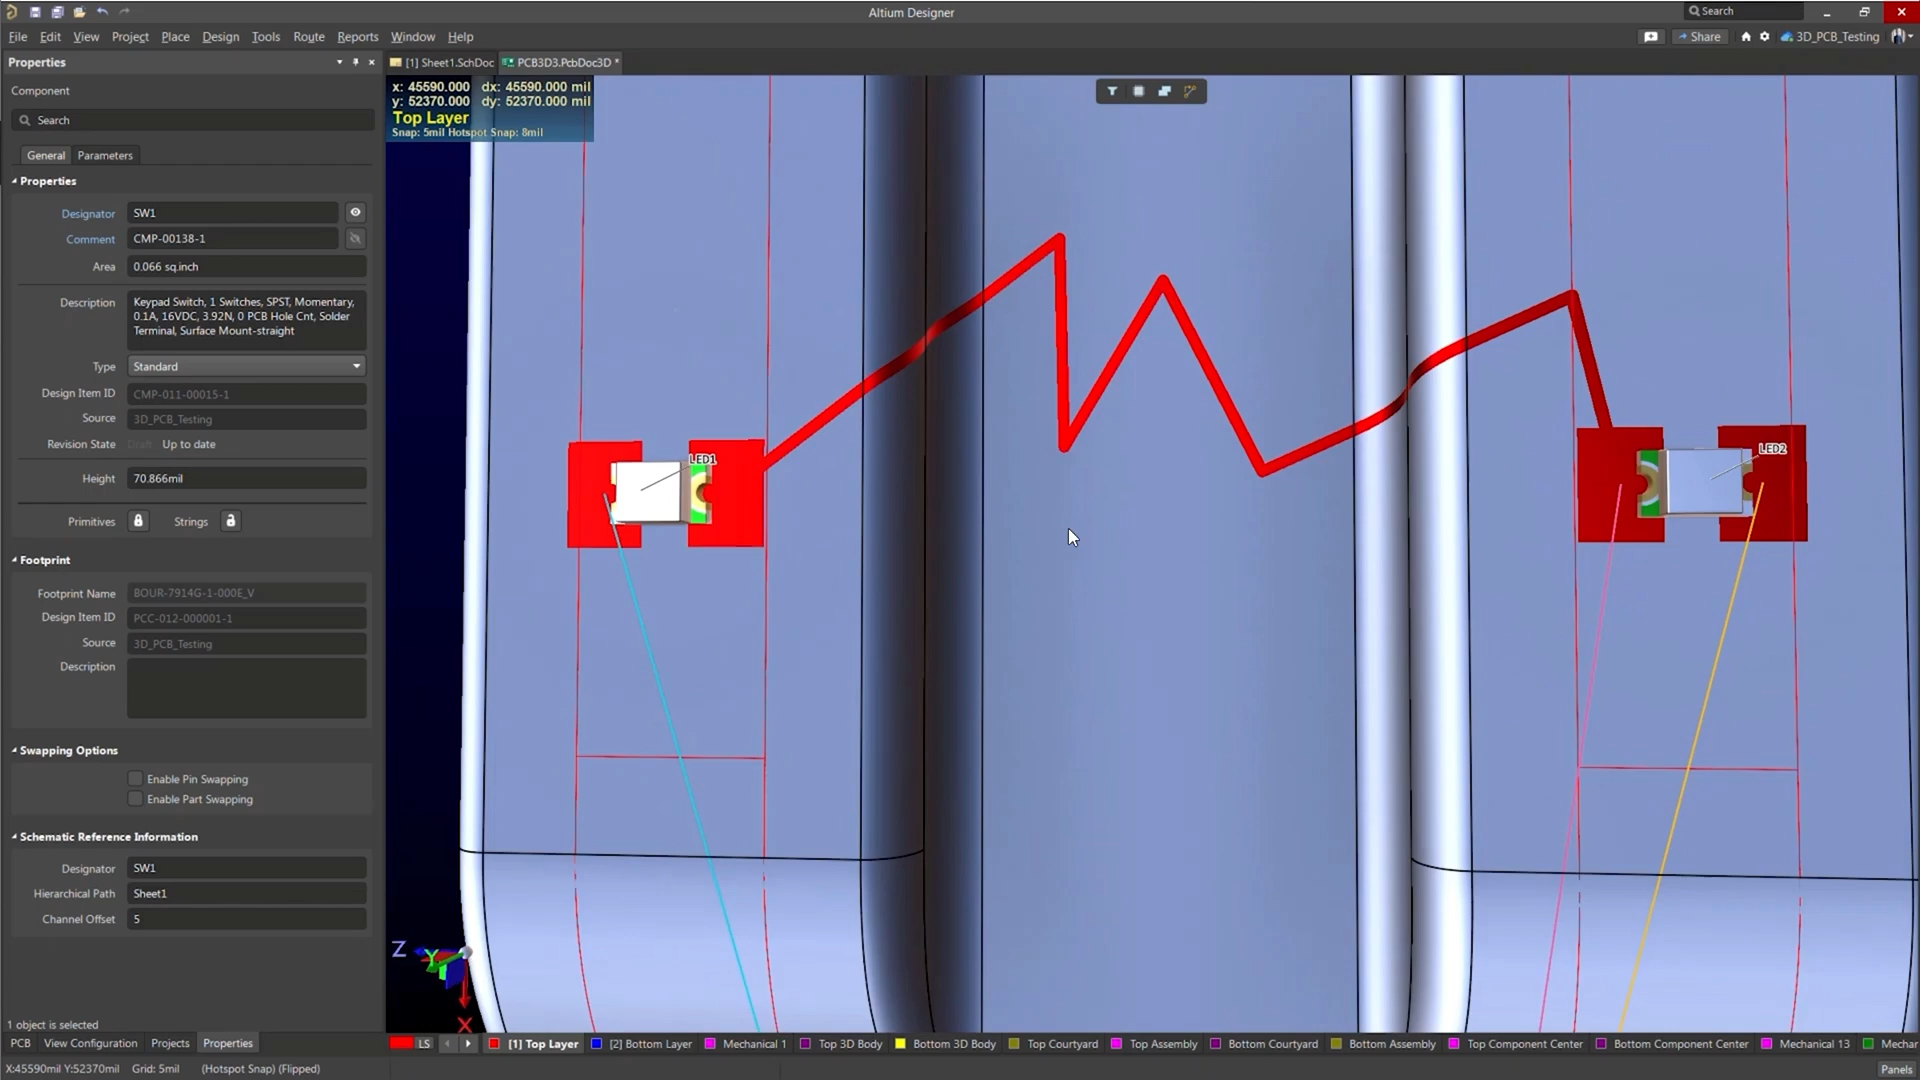 Altium Designer
Search
File Edit View Project Place Design Tools Route Reports Window Help
Share
3D_PCB_Testing
Properties
[1] Sheet1.SchDoc
PCB3D3.PcbDoc3D *
Component
Search
General Parameters
Properties
Designator SW1
Comment CMP-00138-1
Area 0.066 sq.inch
Description Keypad Switch, 1 Switches, SPST, Momentary,
0.1A, 16VDC, 3.92N, 0 PCB Hole Cnt, Solder
Terminal, Surface Mount-straight
Type Standard
Design Item ID CMP-011-00015-1
Source 3D_PCB_Testing
Revision State Draft Up to date
Height 70.866mil
Primitives Strings
Footprint
Footprint Name BOUR-7914G-1-000E_V
Design Item ID PCC-012-000001-1
Source 3D_PCB_Testing
Description
Swapping Options
Enable Pin Swapping
Enable Part Swapping
Schematic Reference Information
Designator SW1
Hierarchical Path Sheet1
Channel Offset 5
1 object is selected
PCB View Configuration Projects Properties
x: 45590.000 dx: 45590.000 mil
y: 52370.000 dy: 52370.000 mil
Top Layer
Snap: 5mil Hotspot Snap: 8mil
LED1
LED2
Z
Y
X
LS [1] Top Layer [2] Bottom Layer Mechanical 1 Top 3D Body Bottom 3D Body Top Courtyard Top Assembly Bottom Courtyard Bottom Assembly Top Component Center Bottom Component Center Mechanical 13 Mechar
X:45590mil Y:52370mil Grid: 5mil (Hotspot Snap) (Flipped)
Panels